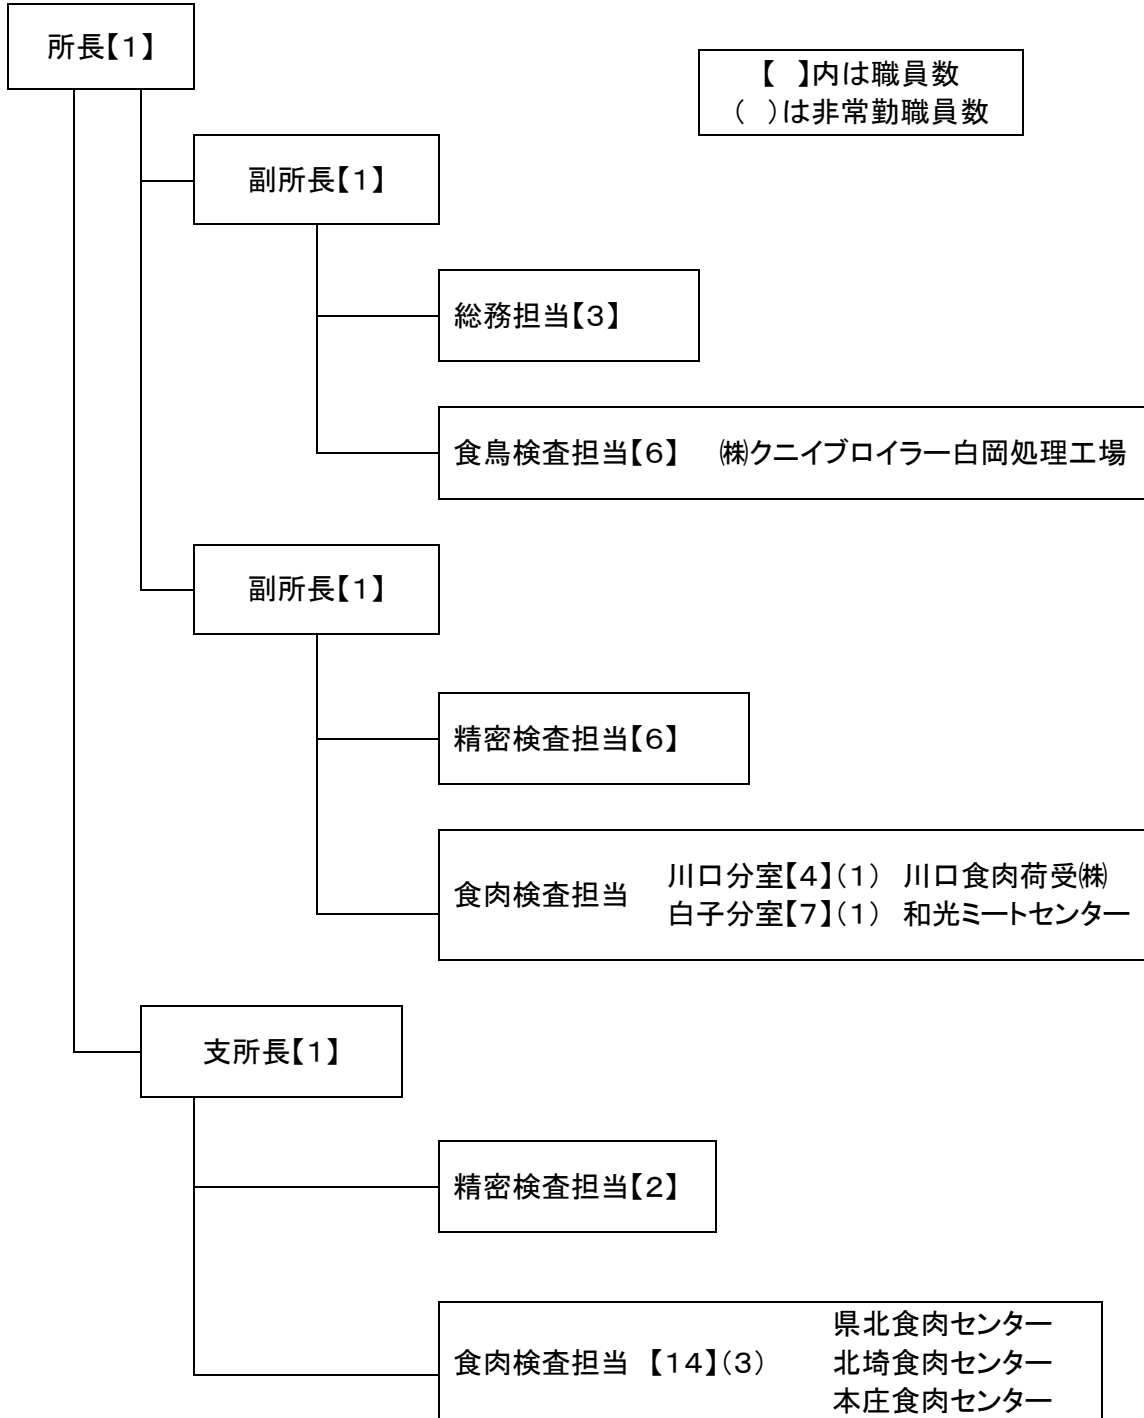 所長【１】
【　】内は職員数
（　）は非常勤職員数
副所長【１】
総務担当【３】
食鳥検査担当【６】　㈱クニイブロイラー白岡処理工場
副所長【１】
精密検査担当【６】
食肉検査担当
川口分室【４】（１）　川口食肉荷受㈱
白子分室【７】（１）　和光ミートセンター
支所長【１】
精密検査担当【２】
食肉検査担当　【１４】（３）
県北食肉センター
北埼食肉センター
本庄食肉センター